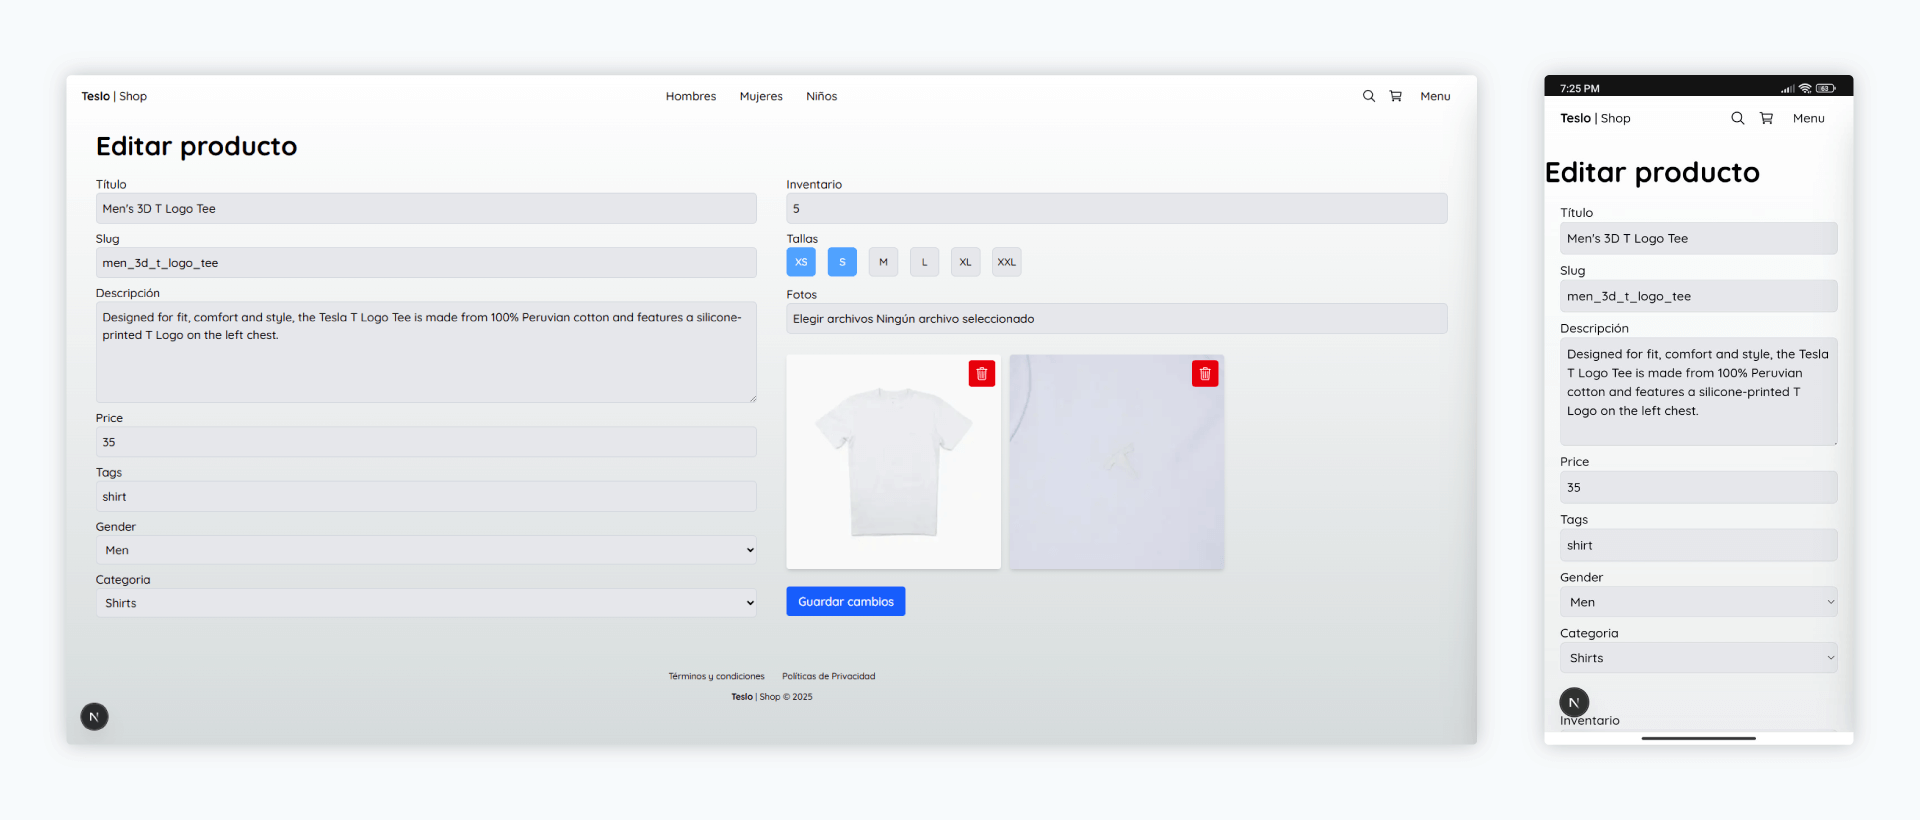 Teslo | Shop
Hombres Mujeres Niños
Menu
Editar producto
Título
Men's 3D T Logo Tee
Slug
men_3d_t_logo_tee
Descripción
Designed for fit, comfort and style, the Tesla T Logo Tee is made from 100% Peruvian cotton and features a silicone-
printed T Logo on the left chest.
Price
35
Tags
shirt
Gender
Men
Categoria
Shirts
Inventario
5
Tallas
XS S M L XL XXL
Fotos
Elegir archivos Ningún archivo seleccionado
Guardar cambios
Términos y condiciones Políticas de Privacidad
Teslo | Shop © 2025
N
7:25 PM
63
Teslo | Shop
Menu
Editar producto
Título
Men's 3D T Logo Tee
Slug
men_3d_t_logo_tee
Descripción
Designed for fit, comfort and style, the Tesla
T Logo Tee is made from 100% Peruvian
cotton and features a silicone-printed T
Logo on the left chest.
Price
35
Tags
shirt
Gender
Men
Categoria
Shirts
N
Inventario